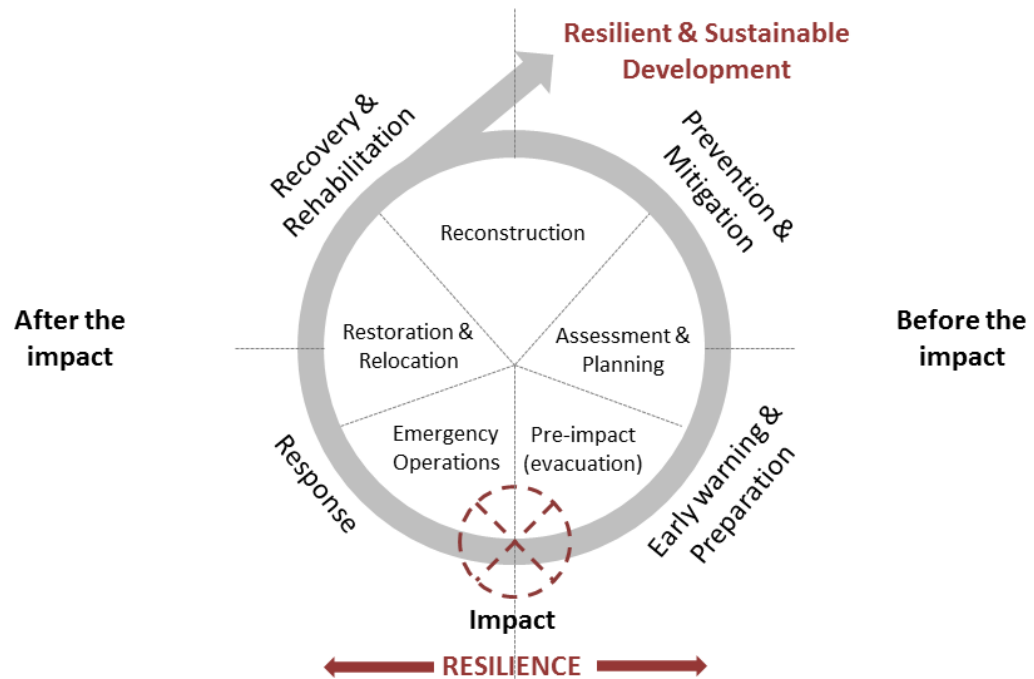 Resilient & Sustainable
Development
Recovery &
Rehabilitation
Prevention &
Mitigation
Reconstruction
After the
impact
Restoration &
Relocation
Assessment &
Planning
Before the
impact
Emergency
Operations
Pre-impact
(evacuation)
Response
Early warning &
Preparation
Impact
RESILIENCE